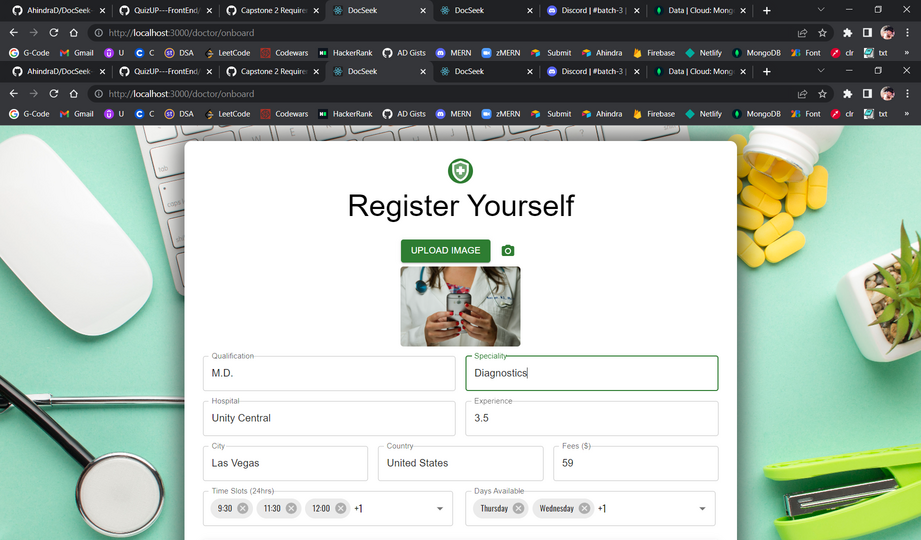 AhindraD/DocSeek- QuizUP---FrontEnd/ Capstone 2 Require DocSeek DocSeek Discord | #batch-3 | Data | Cloud: Mong
http://localhost:3000/doctor/onboard
G-Code Gmail U C DSA LeetCode Codewars HackerRank AD Gists MERN zMERN Submit Ahindra Firebase Netlify MongoDB Font clr txt »
AhindraD/DocSeek- QuizUP---FrontEnd/ Capstone 2 Require DocSeek DocSeek Discord | #batch-3 | Data | Cloud: Mong
http://localhost:3000/doctor/onboard
G-Code Gmail U C DSA LeetCode Codewars HackerRank AD Gists MERN zMERN Submit Ahindra Firebase Netlify MongoDB Font clr txt »
Register Yourself
UPLOAD IMAGE
Qualification Speciality
M.D. Diagnostics
Hospital Experience
Unity Central 3.5
City Country Fees ($)
Las Vegas United States 59
Time Slots (24hrs) Days Available
9:30 11:30 12:00 +1 Thursday Wednesday +1